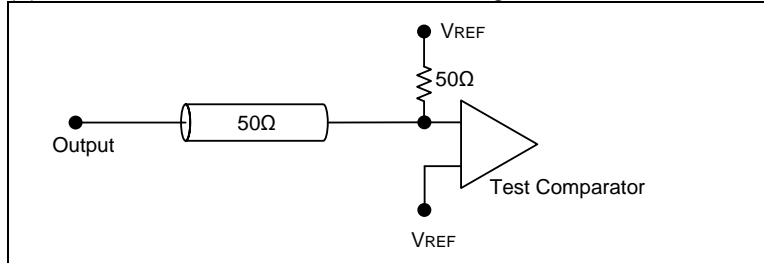 VREF
50Ω
50Ω
Output
Test Comparator
VREF